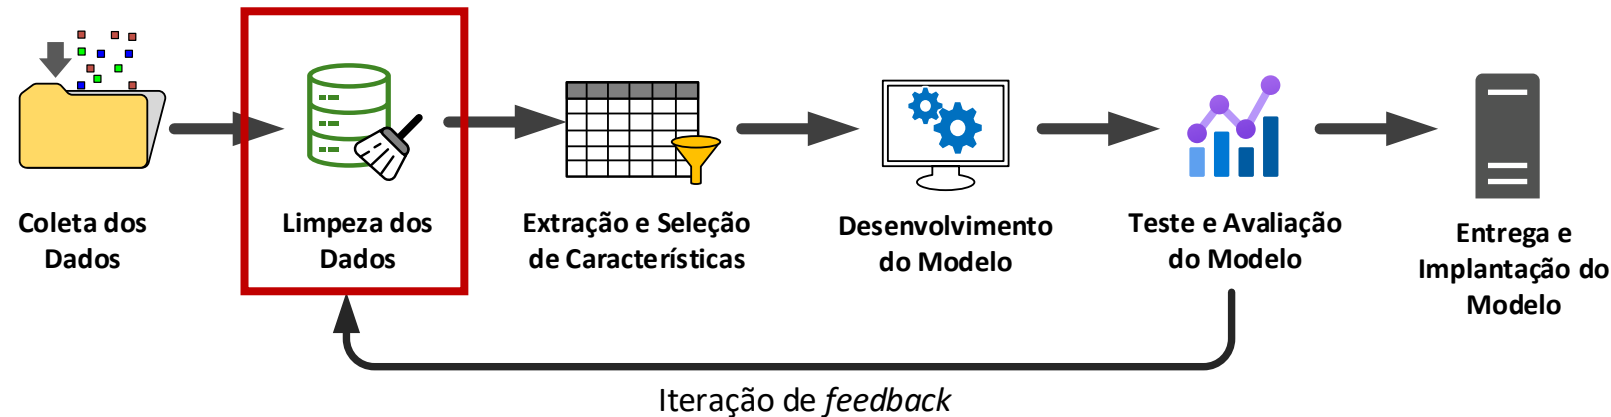 Coleta dos
Dados
Limpeza dos
Dados
Extração e Seleção
de Características
Desenvolvimento
do Modelo
Teste e Avaliação
do Modelo
Entrega e
Implantação do
Modelo
Iteração de feedback